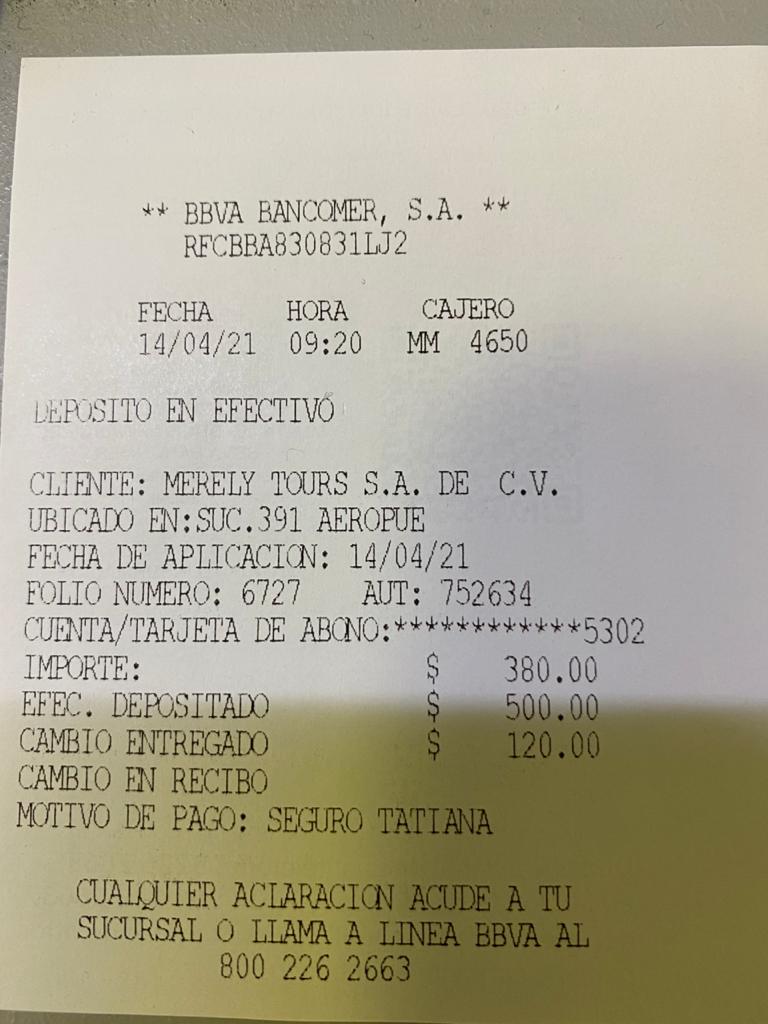 ** BBVA BANCOMER, S.A. **
RFCBBA830831LJ2
FECHA HORA CAJERO
14/04/21 09:20 MM 4650
DEPOSITO EN EFECTIVO
CLIENTE: MERELY TOURS S.A. DE C.V.
UBICADO EN:SUC.391 AEROPUE
FECHA DE APLICACION: 14/04/21
FOLIO NUMERO: 6727 AUT: 752634
CUENTA/TARJETA DE ABONO:************5302
IMPORTE: $ 380.00
EFEC. DEPOSITADO $ 500.00
CAMBIO ENTREGADO $ 120.00
CAMBIO EN RECIBO
MOTIVO DE PAGO: SEGURO TATIANA
CUALQUIER ACLARACION ACUDE A TU
SUCURSAL O LLAMA A LINEA BBVA AL
800 226 2663